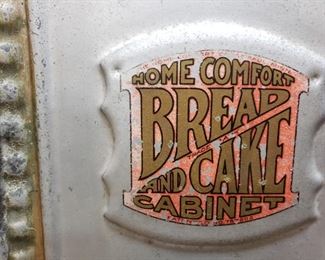 HOME COMFORT
BREAD
AND CAKE
CABINET